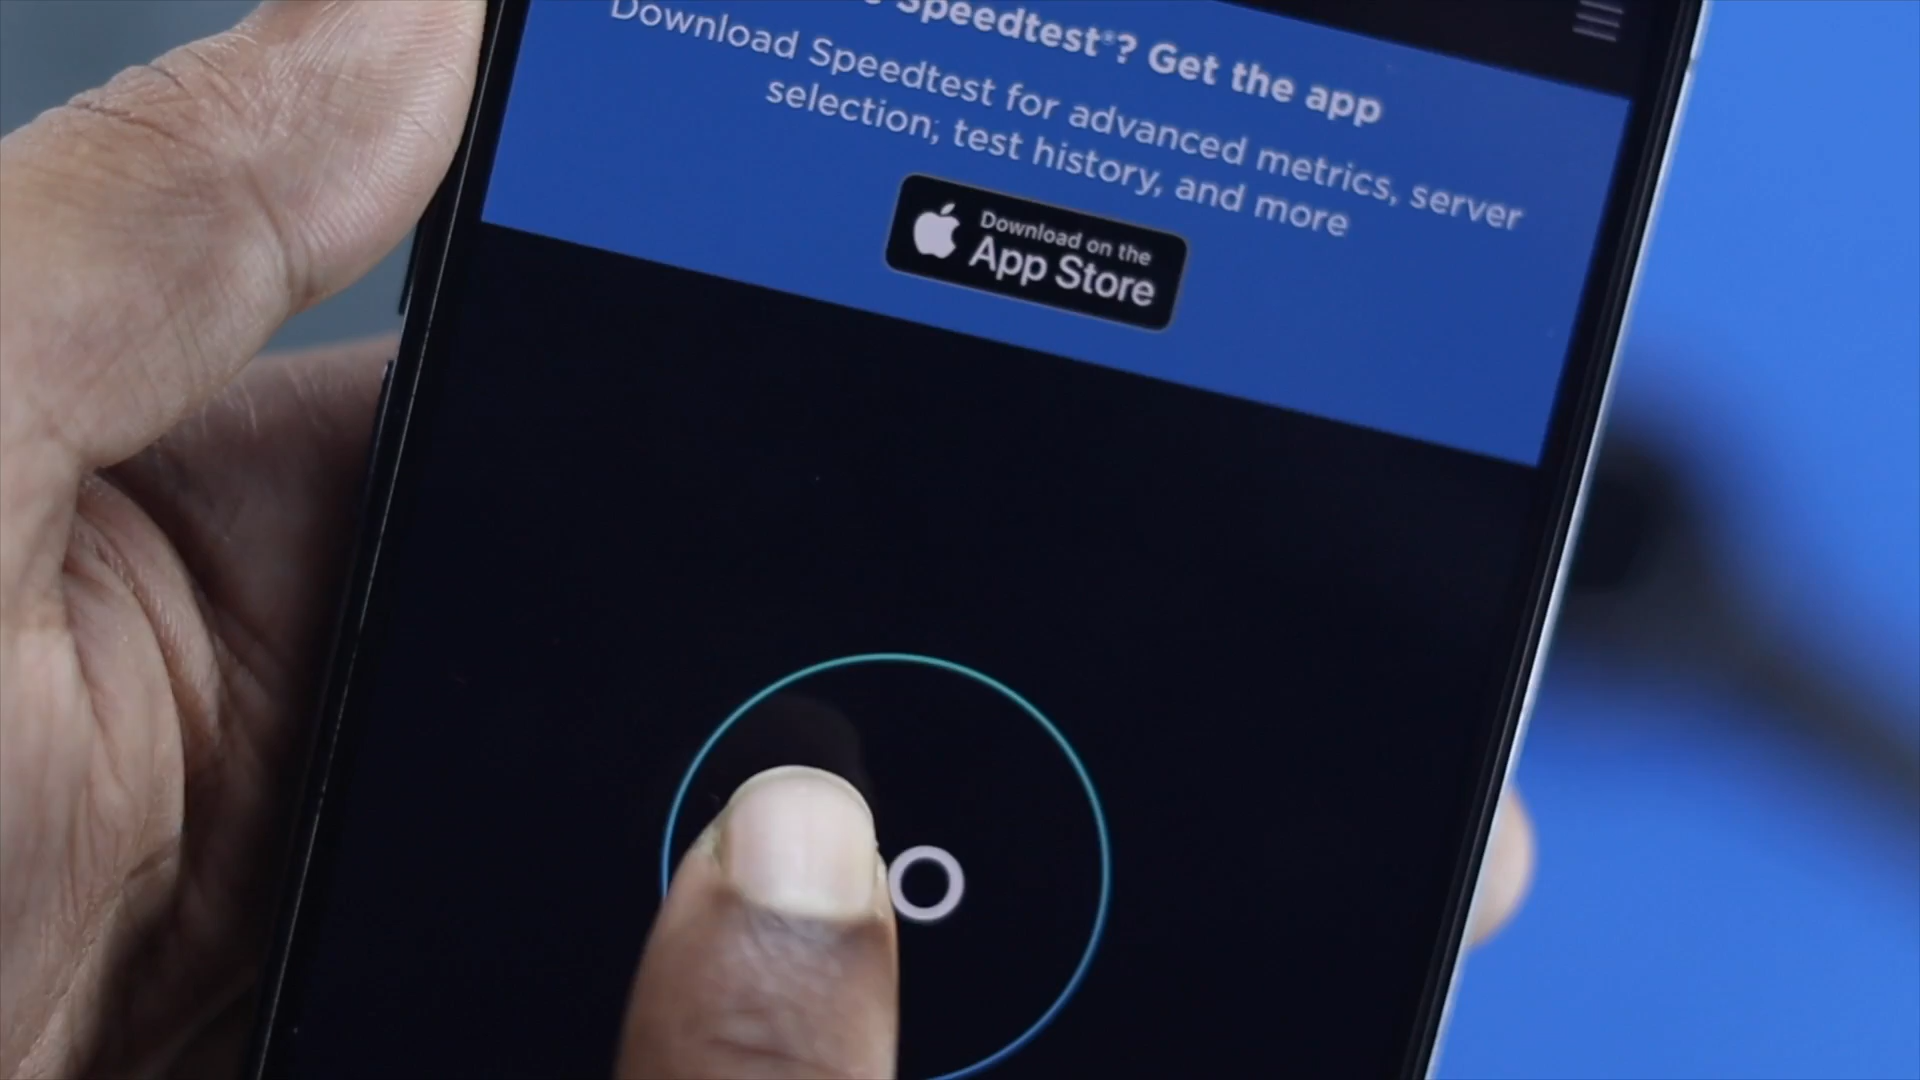 Speedtest®? Get the app
Download Speedtest for advanced metrics, server
selection, test history, and more
Download on the
App Store
O